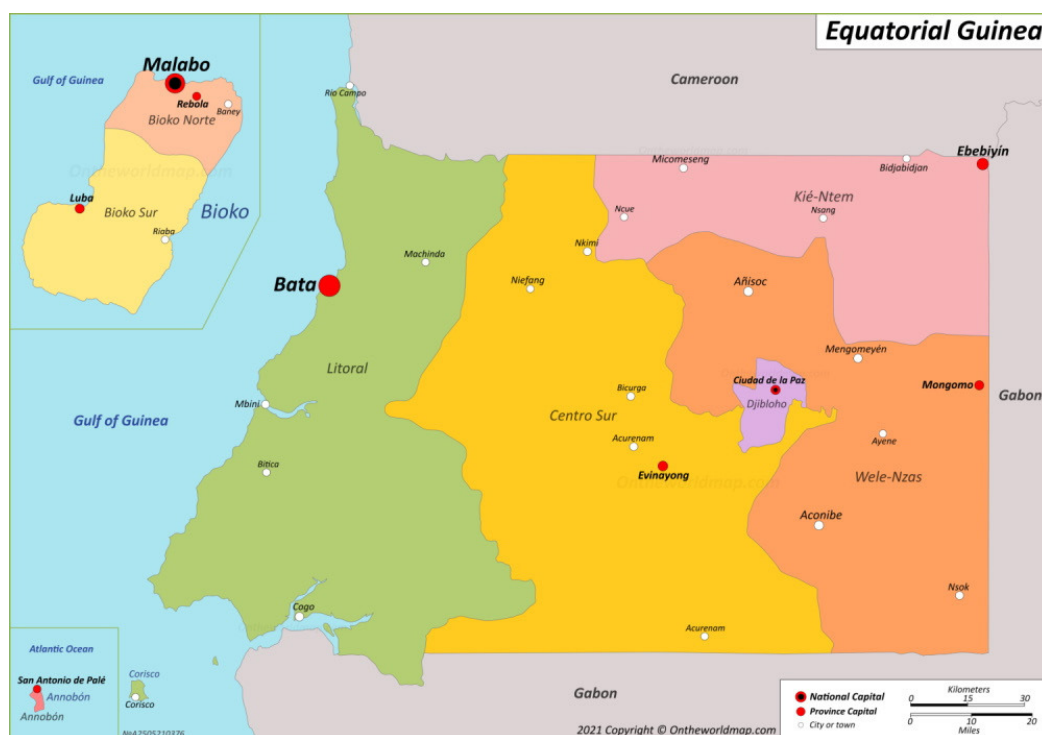 Equatorial Guinea
Malabo
Gulf of Guinea
Rebola
Baney
Bioko Norte
Ontheworldmap.com
Luba
Bioko Sur
Bioko
Riaba
Cameroon
Rio Campo
Ebebiyín
Micomeseng
Bidjabidjan
Kié-Ntem
Ncue
Nsang
Nkimi
Machinda
Niefang
Añisoc
Bata
Mengomeyén
Litoral
Ciudad de la Paz
Mongomo
Bicurga
Djibloho
Gabon
Mbini
Centro Sur
Gulf of Guinea
Acurenam
Ayene
Bitica
Evinayong
Wele-Nzas
Ontheworldmap.com
Aconibe
Nsok
Cogo
Acurenam
Atlantic Ocean
San Antonio de Palé
Annobón
Annobón
Corisco
Corisco
Gabon
National Capital
Province Capital
City or town
Kilometers
0 15 30
0 10 20
Miles
2021 Copyright © Ontheworldmap.com